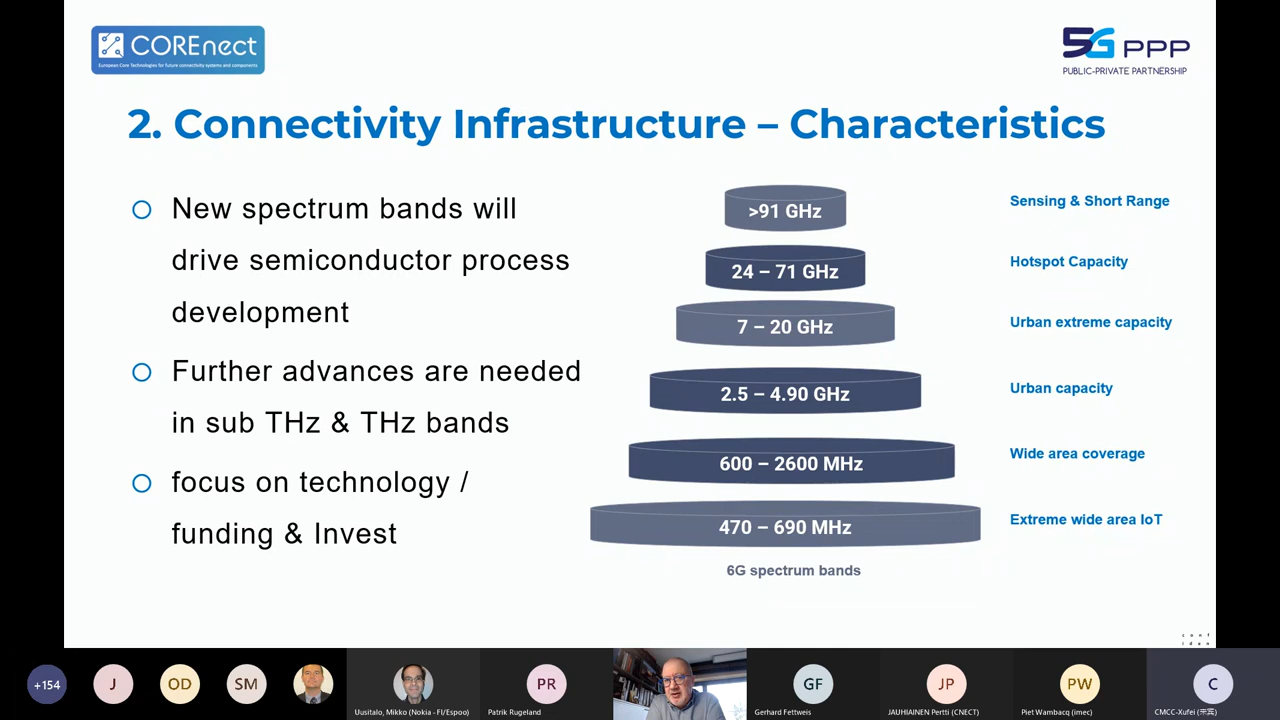 COREnect
European Core Technologies for future connectivity systems and components
5G PPP
PUBLIC-PRIVATE PARTNERSHIP
2. Connectivity Infrastructure – Characteristics
New spectrum bands will
drive semiconductor process
development
Further advances are needed
in sub THz & THz bands
focus on technology /
funding & Invest
>91 GHz
Sensing & Short Range
24 – 71 GHz
Hotspot Capacity
7 – 20 GHz
Urban extreme capacity
2.5 – 4.90 GHz
Urban capacity
600 – 2600 MHz
Wide area coverage
470 – 690 MHz
Extreme wide area IoT
6G spectrum bands
+154
J
OD
SM
Uusitalo, Mikko (Nokia - FI/Espoo)
PR
Patrik Rugeland
GF
Gerhard Fettweis
JP
JAUHIAINEN Pertti (CNECT)
PW
Piet Wambacq (imec)
C
CMCC-Xufei